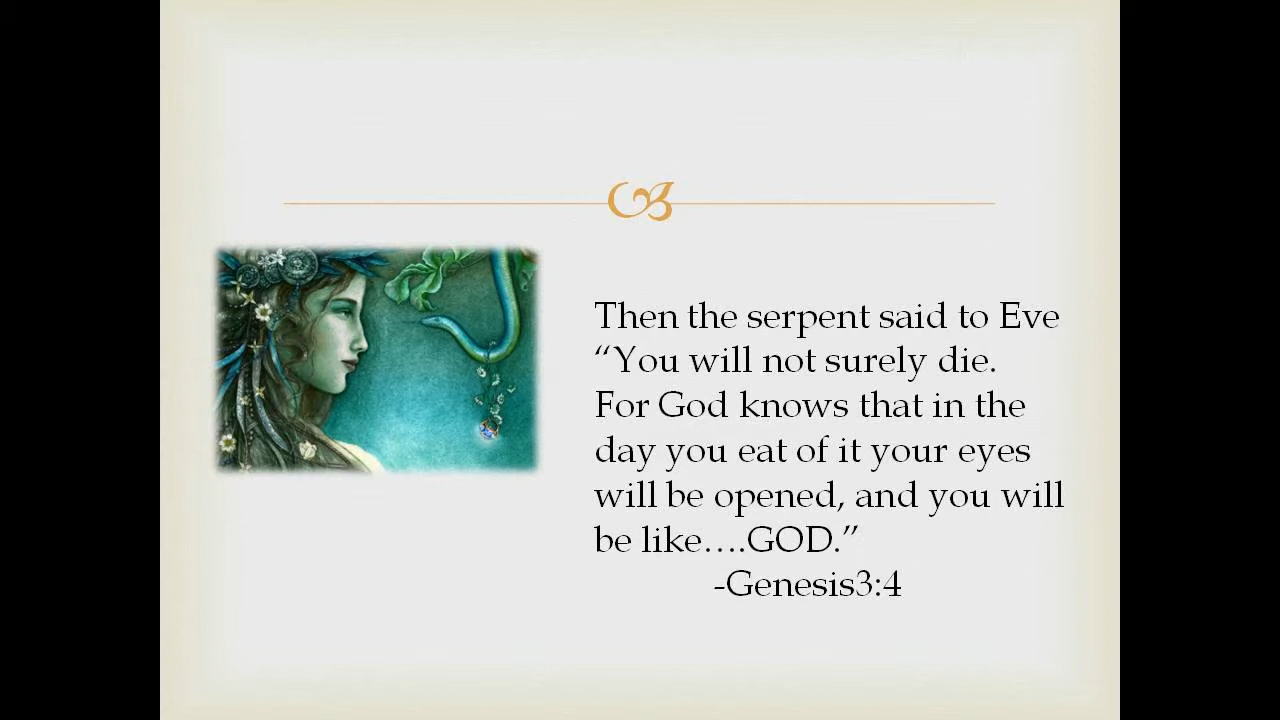 Then the serpent said to Eve
“You will not surely die.
For God knows that in the
day you eat of it your eyes
will be opened, and you will
be like….GOD.”
-Genesis3:4